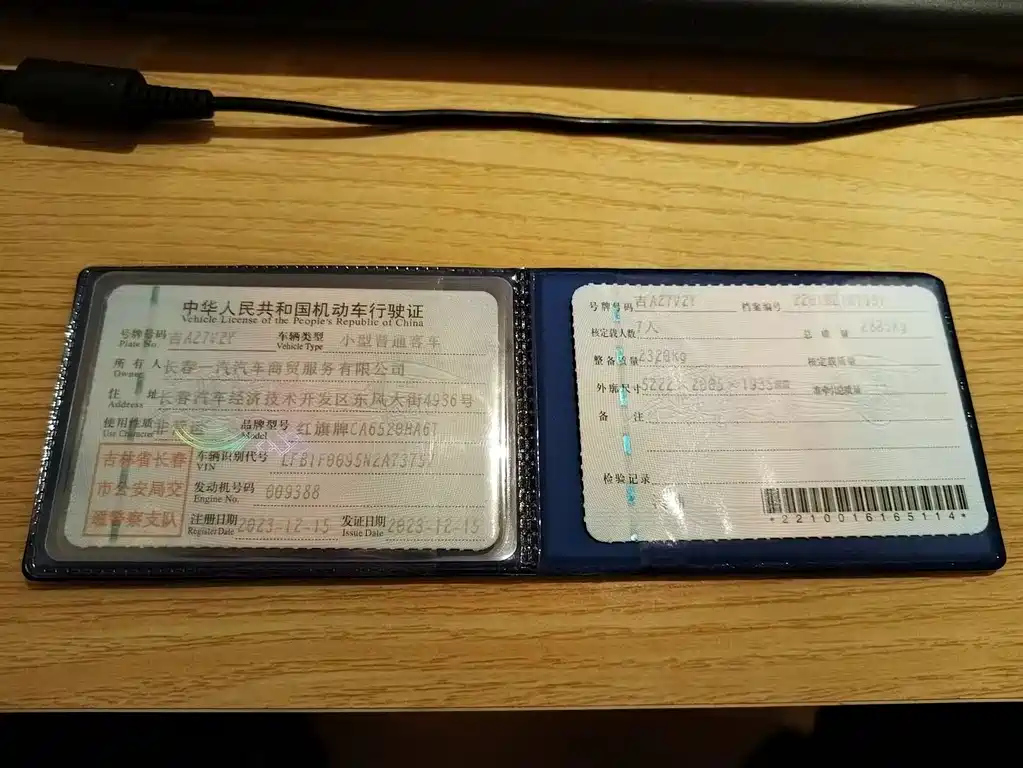 中华人民共和国机动车行驶证
Vehicle License of the People's Republic of China
号牌号码 吉AZ7V2Y 车辆类型 小型普通客车
Plate No. Vehicle Type
所有人 长春一汽汽车商贸服务有限公司
Owner
住址 长春汽车经济技术开发区东风大街4936号
Address
使用性质 非营运 品牌型号 红旗牌CA6520HA6T
Use Character Model
吉林省长春
市公安局交
通警察支队
车辆识别代号
VIN
发动机号码 009388
Engine No.
注册日期 2023-12-15 发证日期 2023-12-15
Register Date Issue Date
号牌号码 吉AZ7V2Y 档案编号
核定载人数 7人 总质量
整备质量 2320kg 核定载质量
外廓尺寸 5222×2005×1935mm 准牵引总质量
备注
检验记录
*2210016165114*